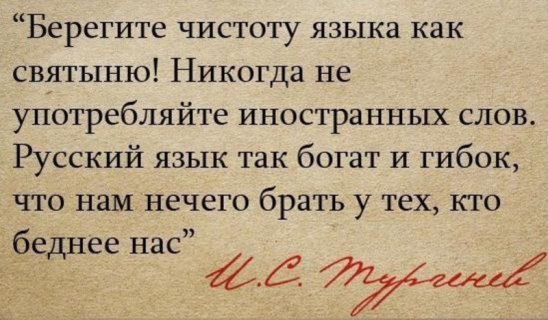 “Берегите чистоту языка как
святыню! Никогда не
употребляйте иностранных слов.
Русский язык так богат и гибок,
что нам нечего брать у тех, кто
беднее нас”
И.С. Тургенев